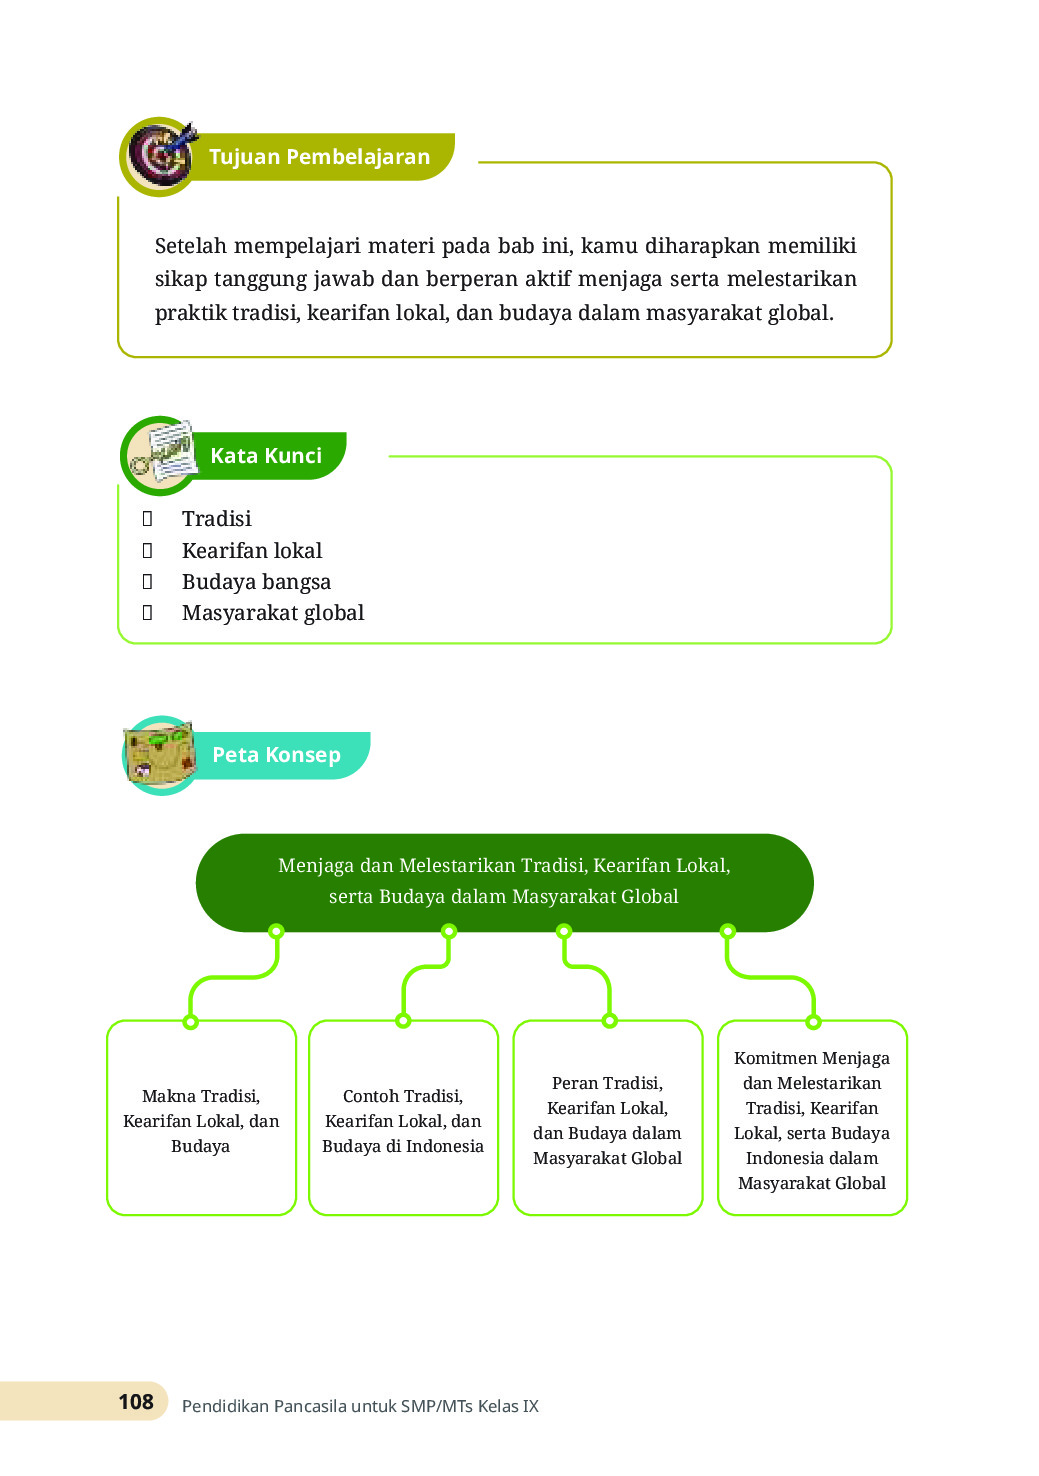 Tujuan Pembelajaran
Setelah mempelajari materi pada bab ini, kamu diharapkan memiliki
sikap tanggung jawab dan berperan aktif menjaga serta melestarikan
praktik tradisi, kearifan lokal, dan budaya dalam masyarakat global.
Kata Kunci
Tradisi
Kearifan lokal
Budaya bangsa
Masyarakat global
Peta Konsep
Menjaga dan Melestarikan Tradisi, Kearifan Lokal,
serta Budaya dalam Masyarakat Global
Makna Tradisi,
Kearifan Lokal, dan
Budaya
Contoh Tradisi,
Kearifan Lokal, dan
Budaya di Indonesia
Peran Tradisi,
Kearifan Lokal,
dan Budaya dalam
Masyarakat Global
Komitmen Menjaga
dan Melestarikan
Tradisi, Kearifan
Lokal, serta Budaya
Indonesia dalam
Masyarakat Global
108 Pendidikan Pancasila untuk SMP/MTs Kelas IX